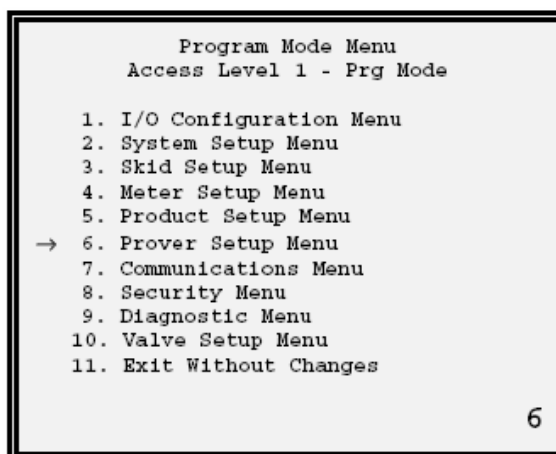 Program Mode Menu
Access Level 1 - Prg Mode
1. I/O Configuration Menu
2. System Setup Menu
3. Skid Setup Menu
4. Meter Setup Menu
5. Product Setup Menu
→ 6. Prover Setup Menu
7. Communications Menu
8. Security Menu
9. Diagnostic Menu
10. Valve Setup Menu
11. Exit Without Changes
6